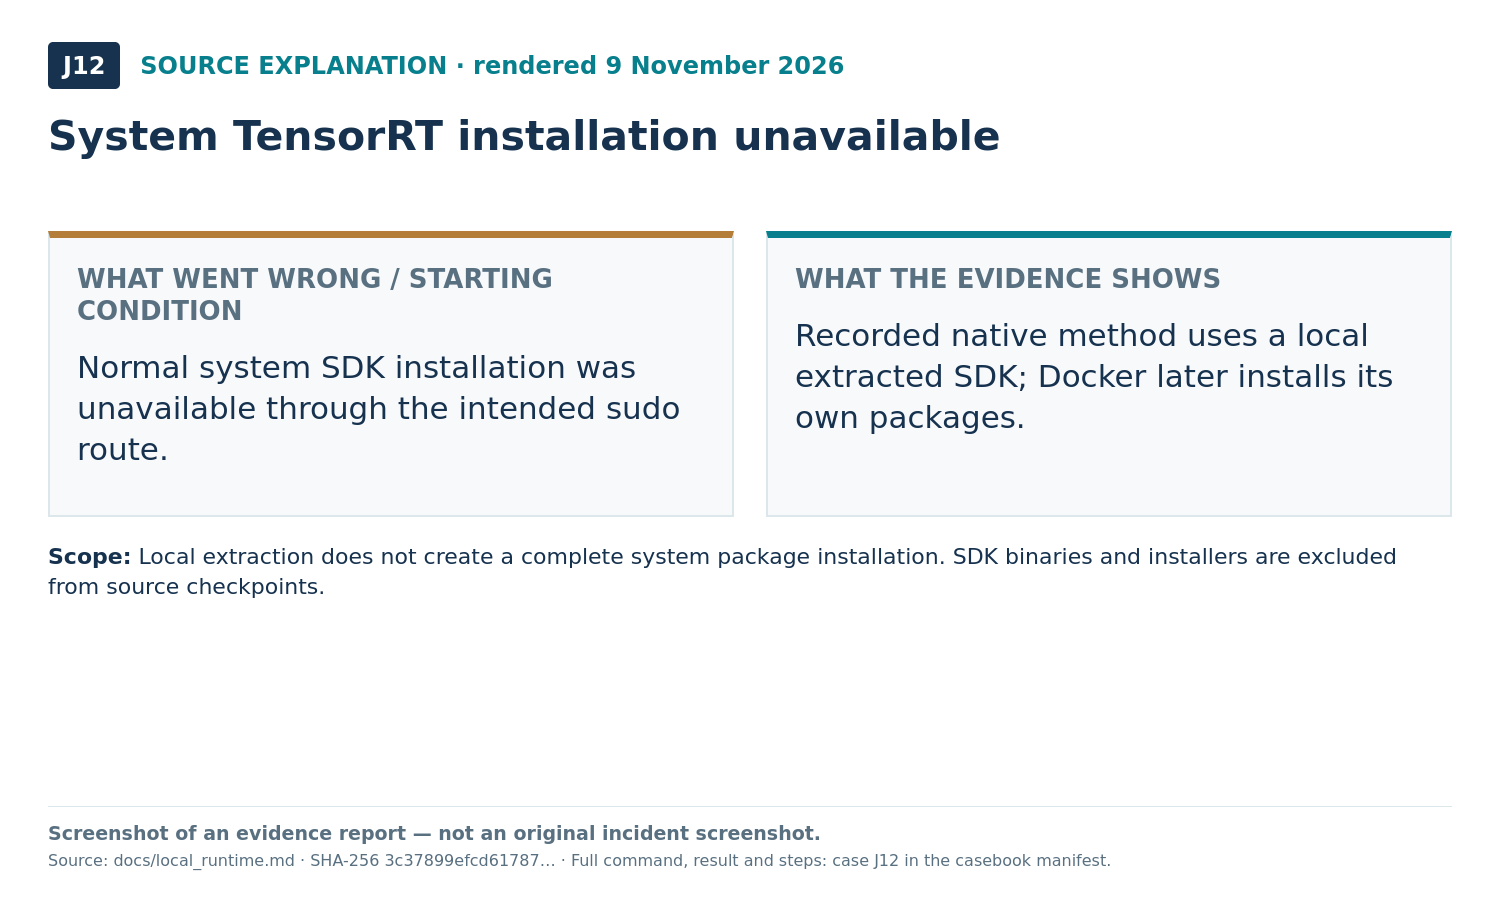 J12 SOURCE EXPLANATION · rendered 9 November 2026
System TensorRT installation unavailable
WHAT WENT WRONG / STARTING
CONDITION
Normal system SDK installation was
unavailable through the intended sudo
route.
WHAT THE EVIDENCE SHOWS
Recorded native method uses a local
extracted SDK; Docker later installs its
own packages.
Scope: Local extraction does not create a complete system package installation. SDK binaries and installers are excluded
from source checkpoints.
Screenshot of an evidence report — not an original incident screenshot.
Source: docs/local_runtime.md · SHA-256 3c37899efcd61787… · Full command, result and steps: case J12 in the casebook manifest.